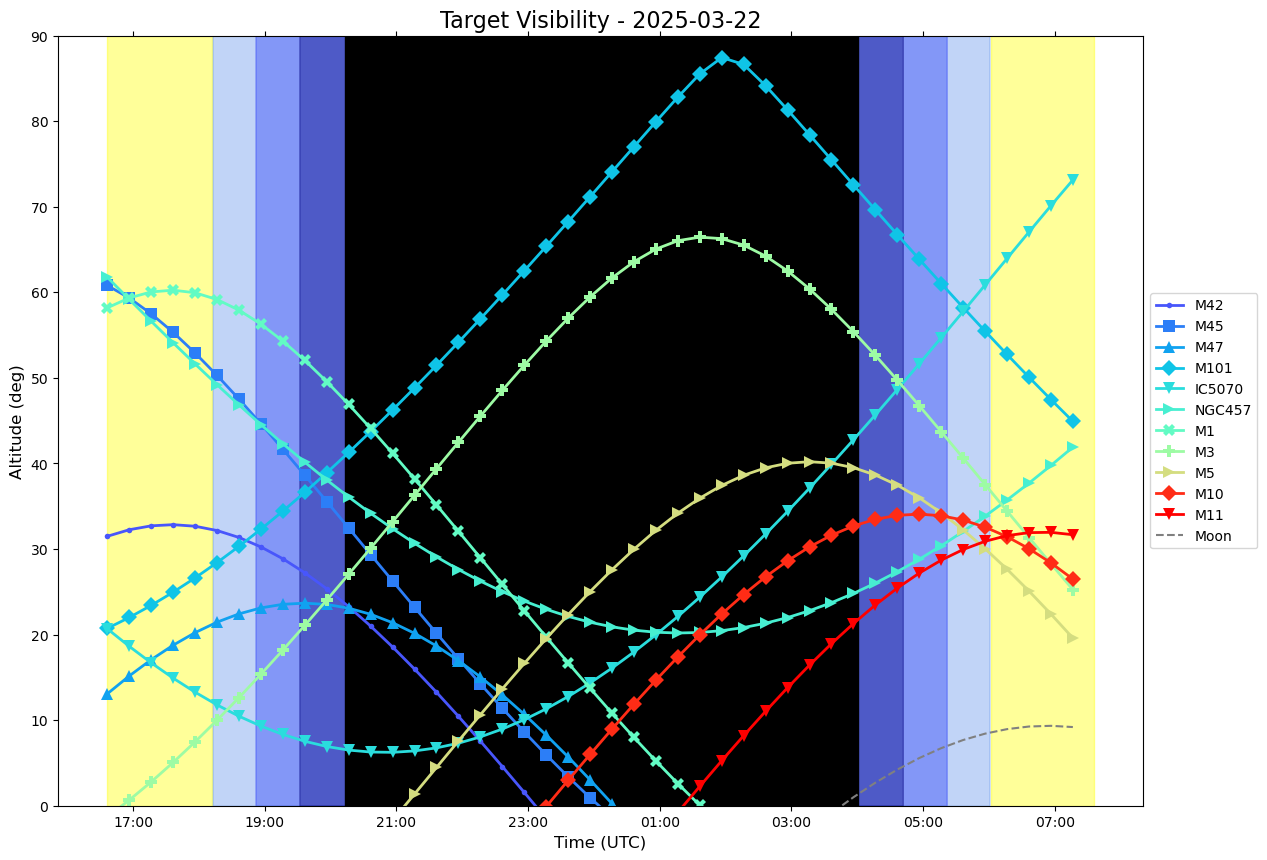 Target Visibility - 2025-03-22
90
80
70
60
50
40
30
20
10
0
Altitude (deg)
17:00
19:00
21:00
23:00
01:00
03:00
05:00
07:00
Time (UTC)
M42
M45
M47
M101
IC5070
NGC457
M1
M3
M5
M10
M11
Moon